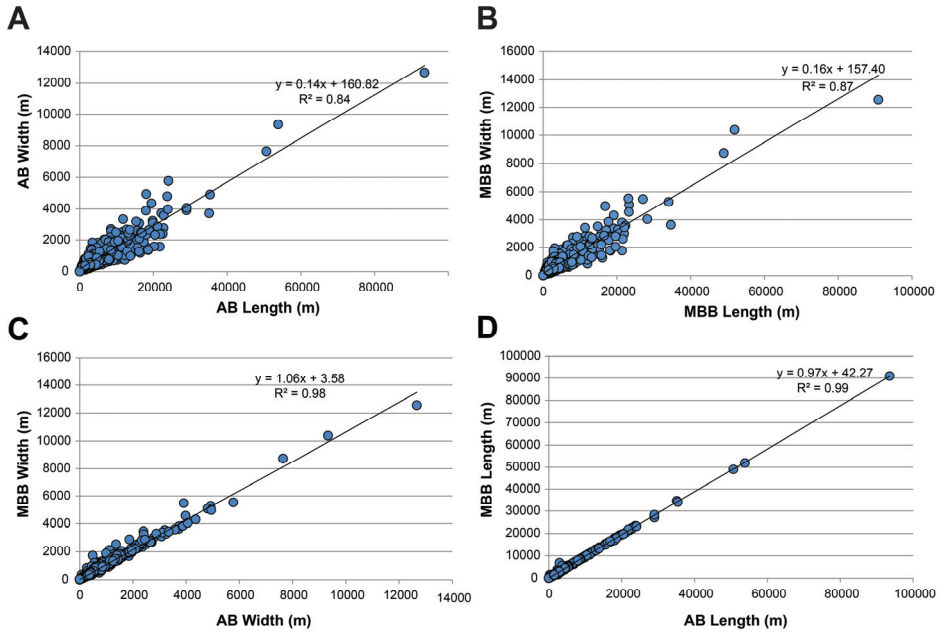 A
14000
12000
10000
8000
6000
4000
2000
0
AB Width (m)
y = 0.14x + 160.82
R² = 0.84
0 20000 40000 60000 80000
AB Length (m)
B
16000
14000
12000
10000
8000
6000
4000
2000
0
MBB Width (m)
y = 0.16x + 157.40
R² = 0.87
0 20000 40000 60000 80000 100000
MBB Length (m)
C
16000
14000
12000
10000
8000
6000
4000
2000
0
MBB Width (m)
y = 1.06x + 3.58
R² = 0.98
0 2000 4000 6000 8000 10000 12000 14000
AB Width (m)
D
100000
90000
80000
70000
60000
50000
40000
30000
20000
10000
0
MBB Length (m)
y = 0.97x + 42.27
R² = 0.99
0 20000 40000 60000 80000 100000
AB Length (m)